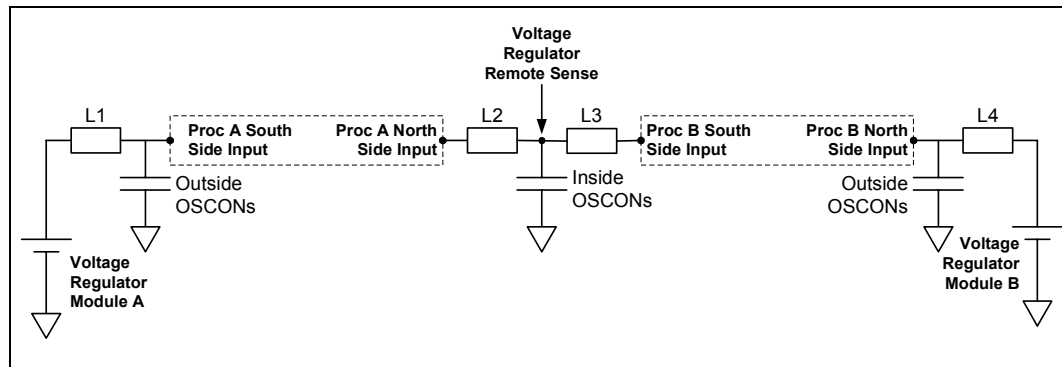 Voltage
Regulator
Remote Sense
L1
L2
L3
L4
Proc A South
Side Input
Proc A North
Side Input
Proc B South
Side Input
Proc B North
Side Input
Outside
OSCONs
Inside
OSCONs
Outside
OSCONs
Voltage
Regulator
Module A
Voltage
Regulator
Module B